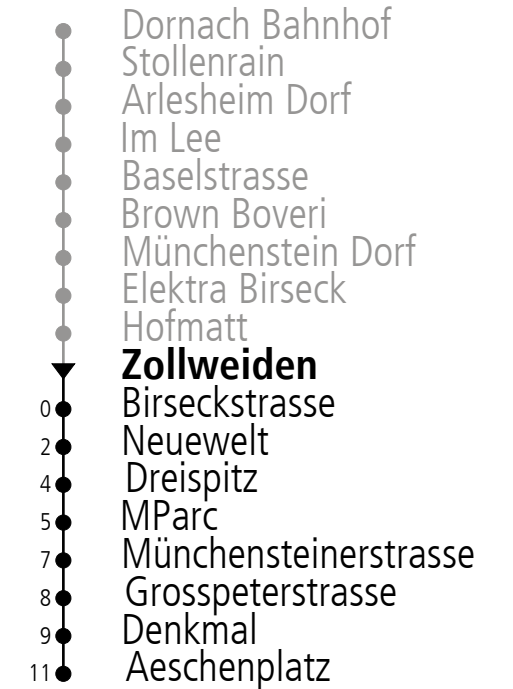 Dornach Bahnhof
Stollenrain
Arlesheim Dorf
Im Lee
Baselstrasse
Brown Boveri
Münchenstein Dorf
Elektra Birseck
Hofmatt
Zollweiden
0 Birseckstrasse
2 Neuewelt
4 Dreispitz
5 MParc
7 Münchensteinerstrasse
8 Grosspeterstrasse
9 Denkmal
11 Aeschenplatz